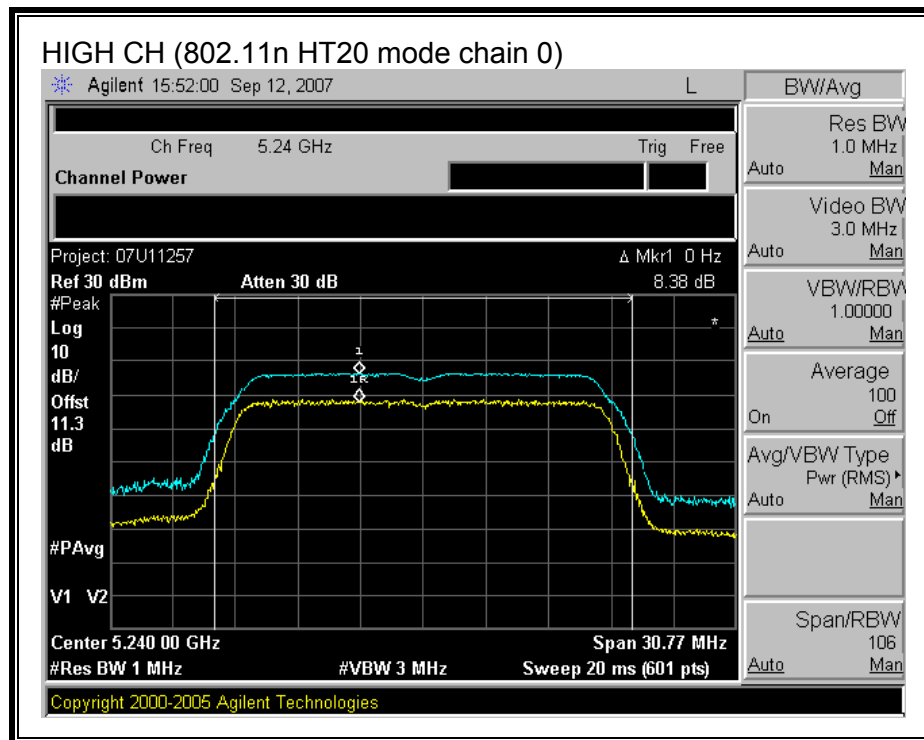 HIGH CH (802.11n HT20 mode chain 0)
Agilent 15:52:00 Sep 12, 2007 L
BW/Avg
Ch Freq 5.24 GHz Trig Free
Channel Power
Project: 07U11257
Δ Mkr1 0 Hz
Ref 30 dBm Atten 30 dB 8.38 dB
#Peak
Log
10
dB/
Offst
11.3
dB
1
1R
*
#PAvg
V1 V2
Center 5.240 00 GHz Span 30.77 MHz
#Res BW 1 MHz #VBW 3 MHz Sweep 20 ms (601 pts)
Copyright 2000-2005 Agilent Technologies
Res BW
1.0 MHz
Auto Man
Video BW
3.0 MHz
Auto Man
VBW/RBW
1.00000
Auto Man
Average
100
On Off
Avg/VBW Type
Pwr (RMS)
Auto Man
Span/RBW
106
Auto Man